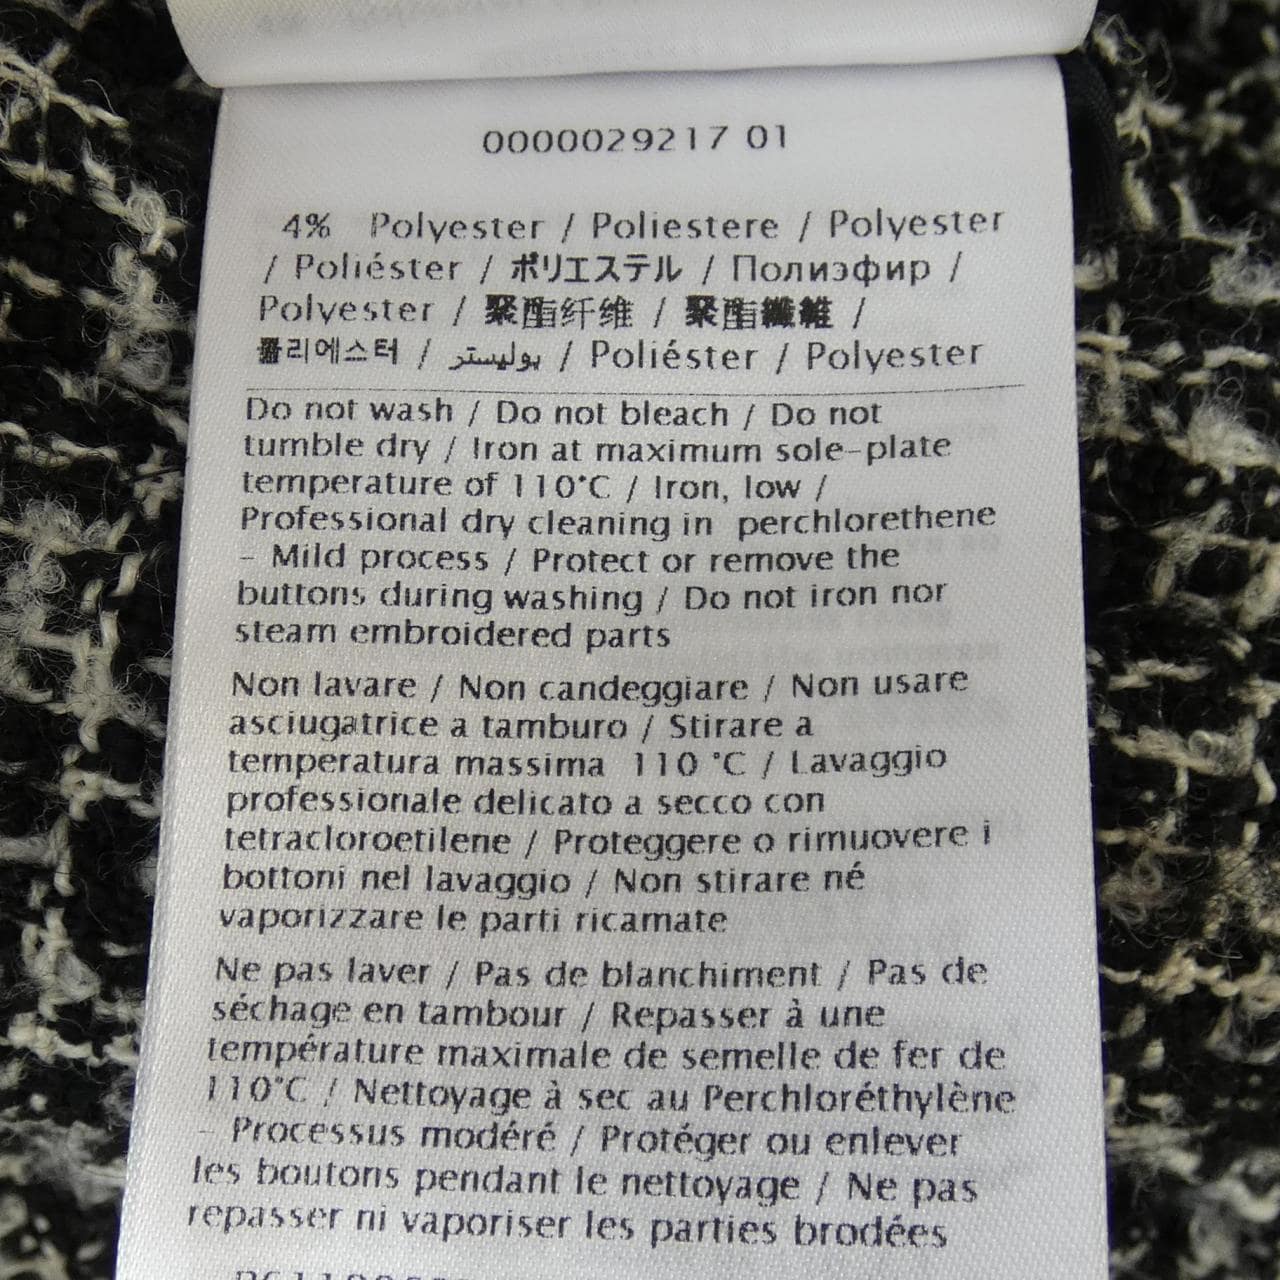 0000029217 01
4% Polyester / Poliestere / Polyester
/ Poliéster / ポリエステル / Полиэфир /
Polyester / 聚酯纤维 / 聚酯纖維 /
폴리에스터 / بوليستر / Poliéster / Polyester
Do not wash / Do not bleach / Do not
tumble dry / Iron at maximum sole-plate
temperature of 110°C / Iron, low /
Professional dry cleaning in perchlorethene
- Mild process / Protect or remove the
buttons during washing / Do not iron nor
steam embroidered parts
Non lavare / Non candeggiare / Non usare
asciugatrice a tamburo / Stirare a
temperatura massima 110 °C / Lavaggio
professionale delicato a secco con
tetracloroetilene / Proteggere o rimuovere i
bottoni nel lavaggio / Non stirare né
vaporizzare le parti ricamate
Ne pas laver / Pas de blanchiment / Pas de
séchage en tambour / Repasser à une
température maximale de semelle de fer de
110°C / Nettoyage à sec au Perchloréthylène
- Processus modéré / Protéger ou enlever
les boutons pendant le nettoyage / Ne pas
repasser ni vaporiser les parties brodées